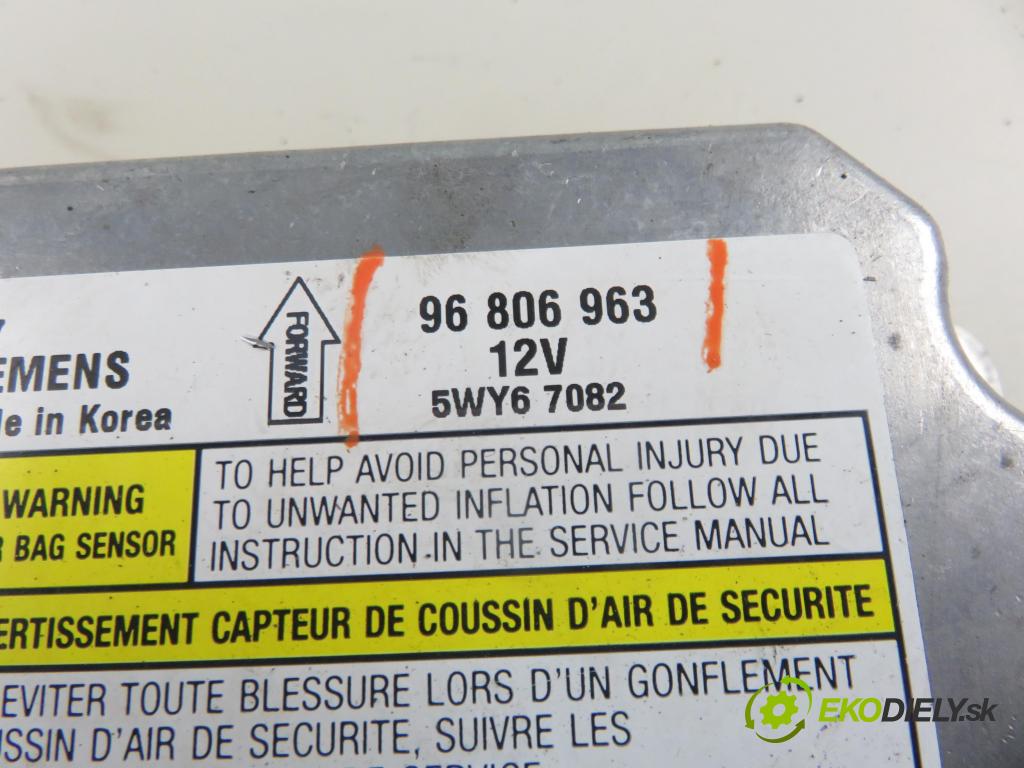 FORWARD
96 806 963
12V
5WY6 7082
EMENS
e in Korea
WARNING
BAG SENSOR
TO HELP AVOID PERSONAL INJURY DUE
TO UNWANTED INFLATION FOLLOW ALL
INSTRUCTION IN THE SERVICE MANUAL
ERTISSEMENT CAPTEUR DE COUSSIN D'AIR DE SECURITE
EVITER TOUTE BLESSURE LORS D'UN GONFLEMENT
USSIN D'AIR DE SECURITE, SUIVRE LES
EKODIELY.sk